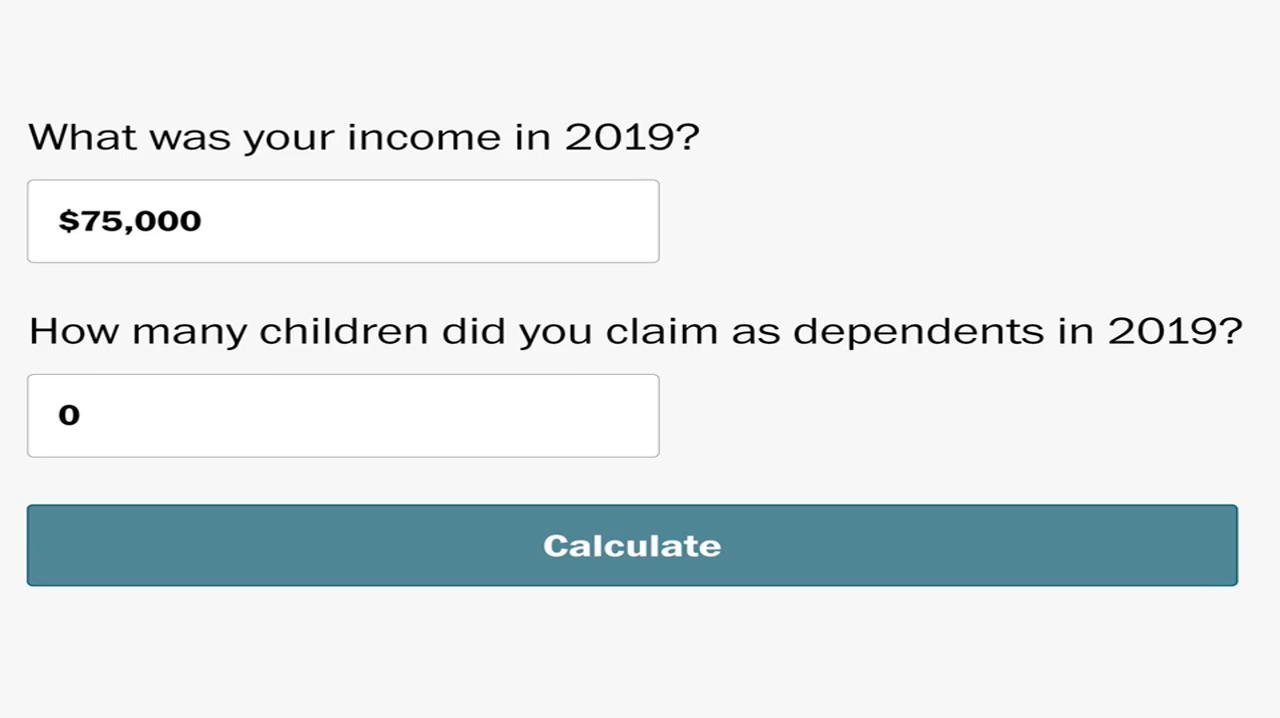 What was your income in 2019?
$75,000
How many children did you claim as dependents in 2019?
0
Calculate